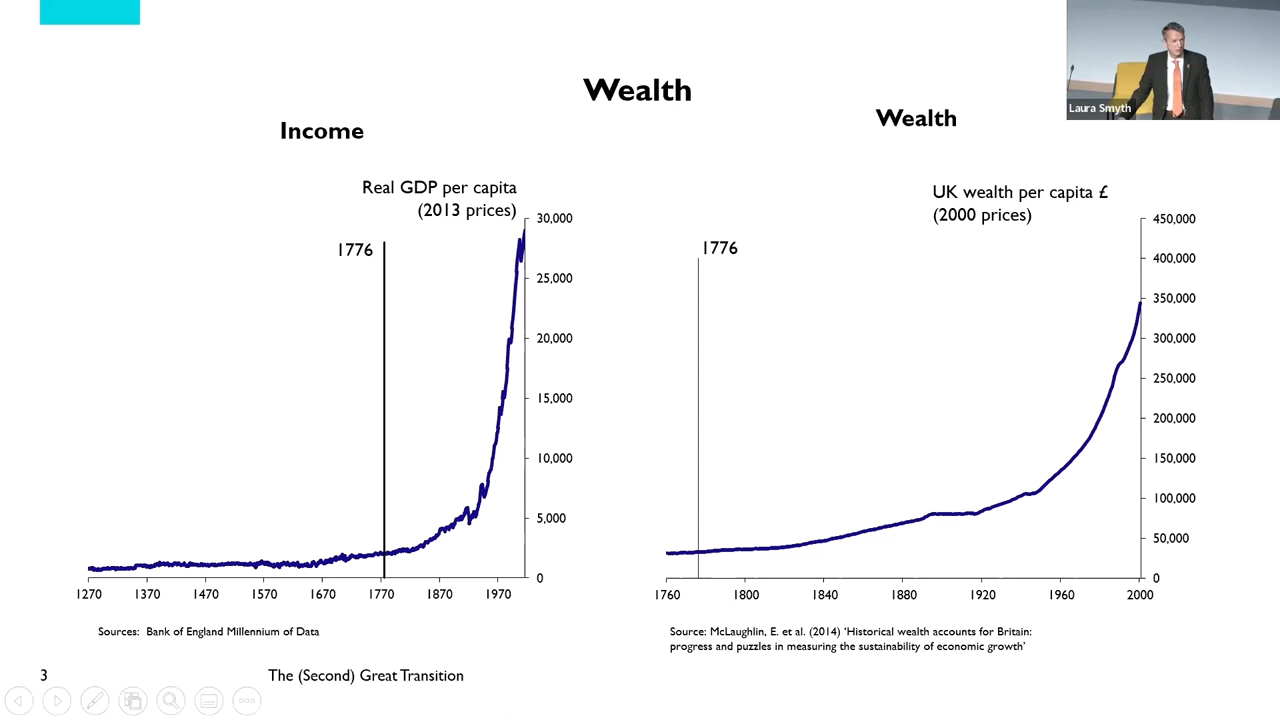 Wealth
Laura Smyth
Income
Wealth
Real GDP per capita
(2013 prices)
1776
30,000
25,000
20,000
15,000
10,000
5,000
0
1270 1370 1470 1570 1670 1770 1870 1970
Sources: Bank of England Millennium of Data
UK wealth per capita £
(2000 prices)
1776
450,000
400,000
350,000
300,000
250,000
200,000
150,000
100,000
50,000
0
1760 1800 1840 1880 1920 1960 2000
Source: McLaughlin, E. et al. (2014) ‘Historical wealth accounts for Britain:
progress and puzzles in measuring the sustainability of economic growth’
3 The (Second) Great Transition